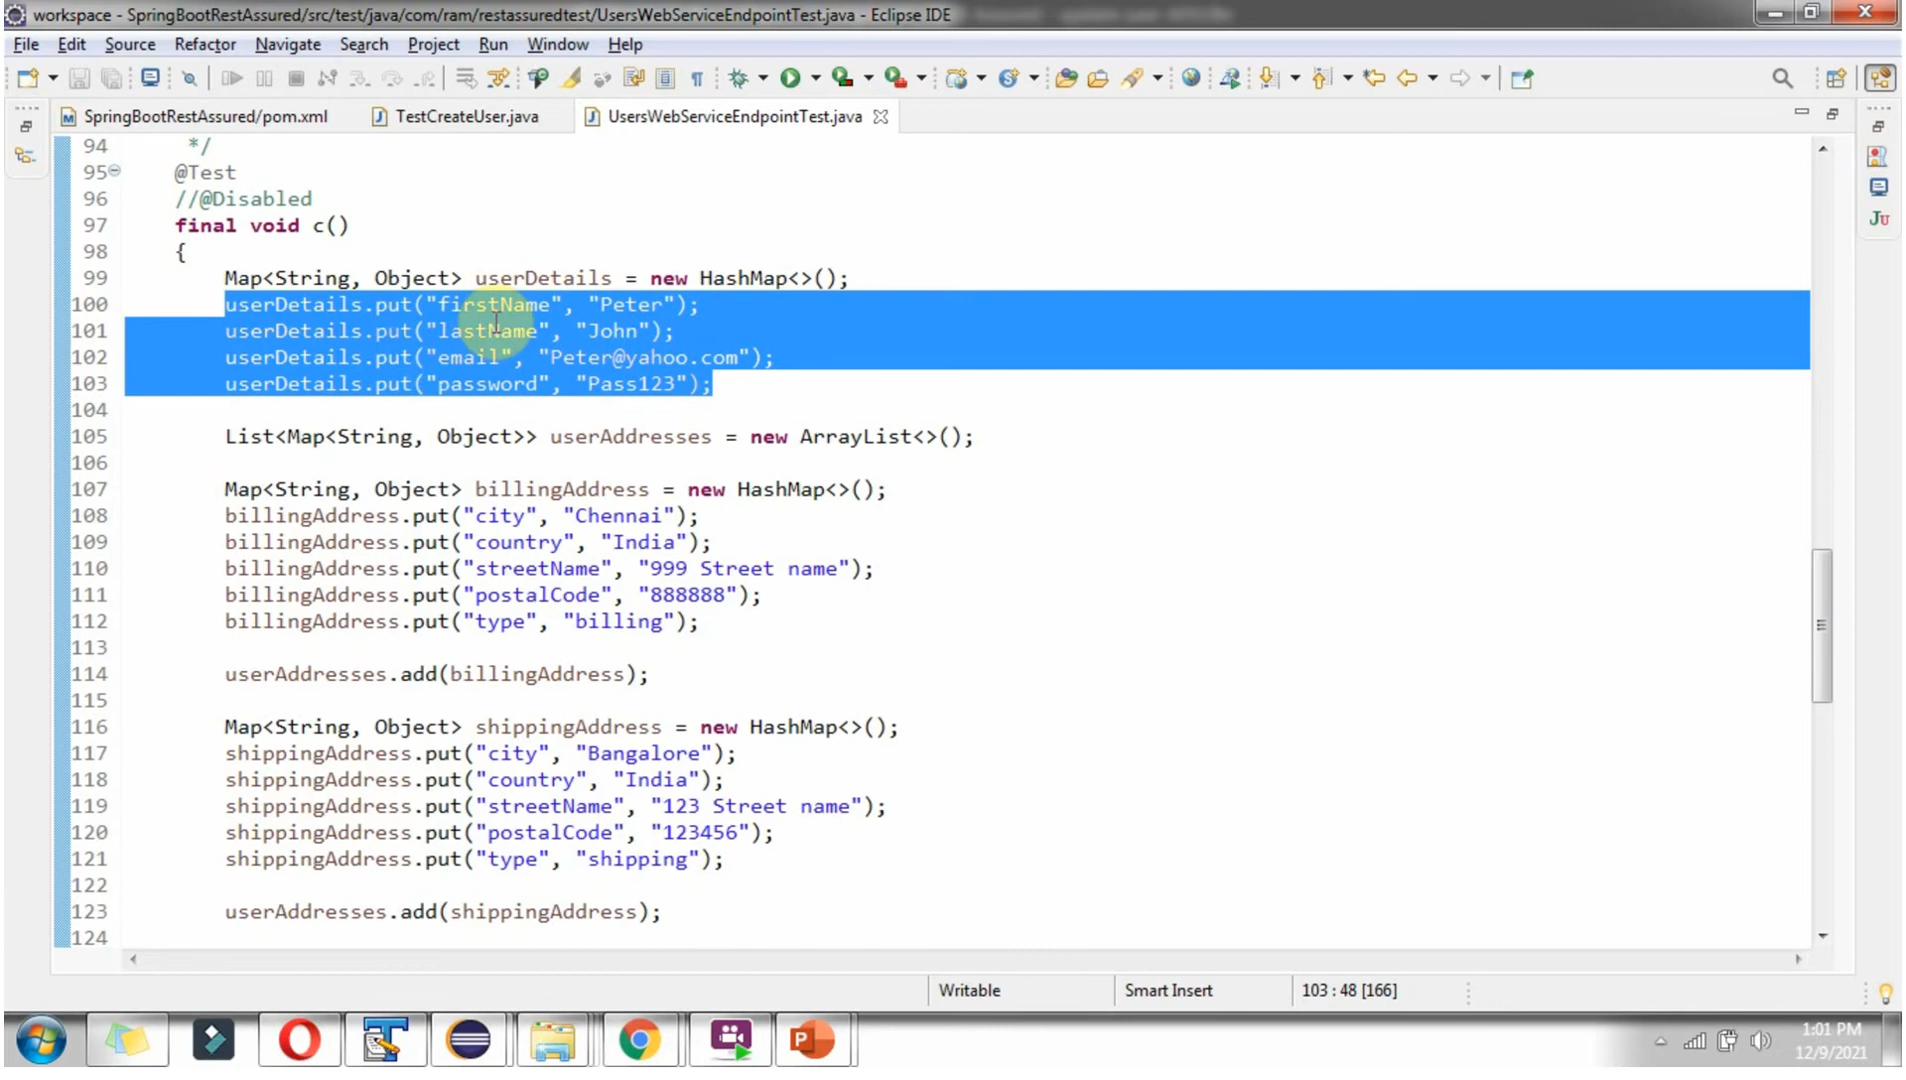 workspace - SpringBootRestAssured/src/test/java/com/ram/restassuredtest/UsersWebServiceEndpointTest.java - Eclipse IDE
File Edit Source Refactor Navigate Search Project Run Window Help
SpringBootRestAssured/pom.xml TestCreateUser.java UsersWebServiceEndpointTest.java
94 */
95 @Test
96 //@Disabled
97 final void c()
98 {
99 Map<String, Object> userDetails = new HashMap<>();
100 userDetails.put("firstName", "Peter");
101 userDetails.put("lastName", "John");
102 userDetails.put("email", "Peter@yahoo.com");
103 userDetails.put("password", "Pass123");
104
105 List<Map<String, Object>> userAddresses = new ArrayList<>();
106
107 Map<String, Object> billingAddress = new HashMap<>();
108 billingAddress.put("city", "Chennai");
109 billingAddress.put("country", "India");
110 billingAddress.put("streetName", "999 Street name");
111 billingAddress.put("postalCode", "888888");
112 billingAddress.put("type", "billing");
113
114 userAddresses.add(billingAddress);
115
116 Map<String, Object> shippingAddress = new HashMap<>();
117 shippingAddress.put("city", "Bangalore");
118 shippingAddress.put("country", "India");
119 shippingAddress.put("streetName", "123 Street name");
120 shippingAddress.put("postalCode", "123456");
121 shippingAddress.put("type", "shipping");
122
123 userAddresses.add(shippingAddress);
124
Writable Smart Insert 103 : 48 [166]
1:01 PM
12/9/2021